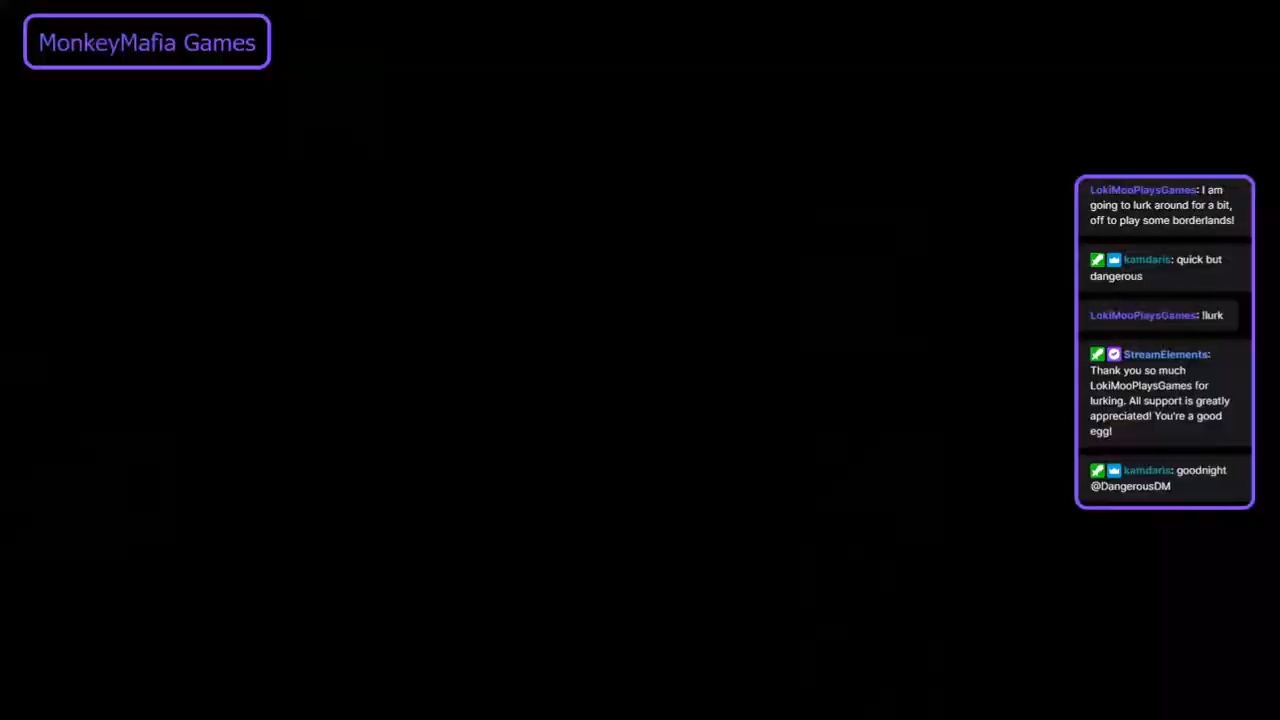 MonkeyMafia Games
LokiMooPlaysGames: I am
going to lurk around for a bit,
off to play some borderlands!
kamdaris: quick but
dangerous
LokiMooPlaysGames: !lurk
StreamElements:
Thank you so much
LokiMooPlaysGames for
lurking. All support is greatly
appreciated! You're a good
egg!
kamdaris: goodnight
@DangerousDM